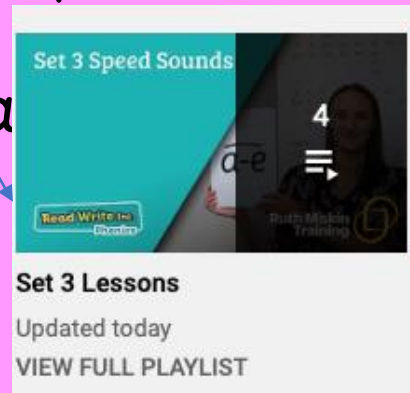 Set 3 Speed Sounds
4
a-e
Read Write Inc.
Phonics
Ruth Miskin
Training
Set 3 Lessons
Updated today
VIEW FULL PLAYLIST